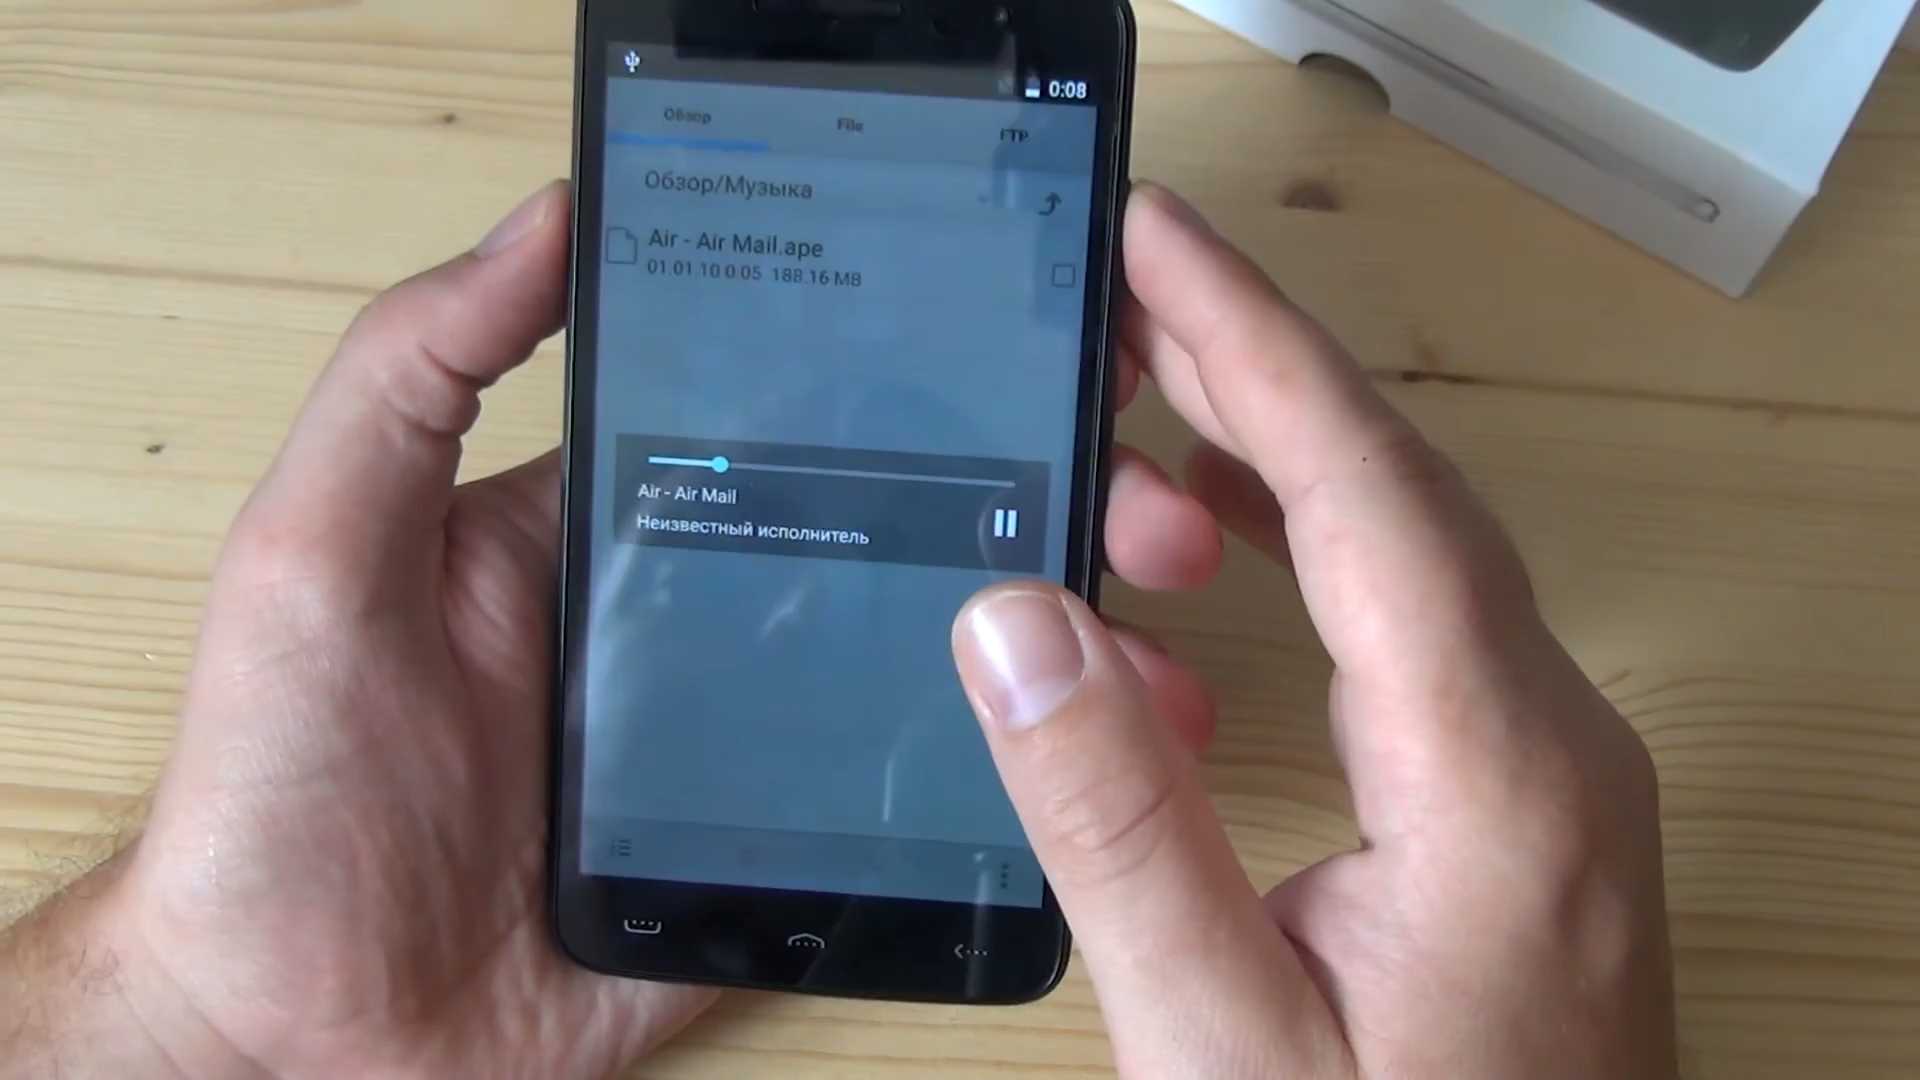 0:08
Обзор File FTP
Обзор/Музыка
Air - Air Mail.ape
01.01.10 0:05 188.16 MB
Air - Air Mail
Неизвестный исполнитель